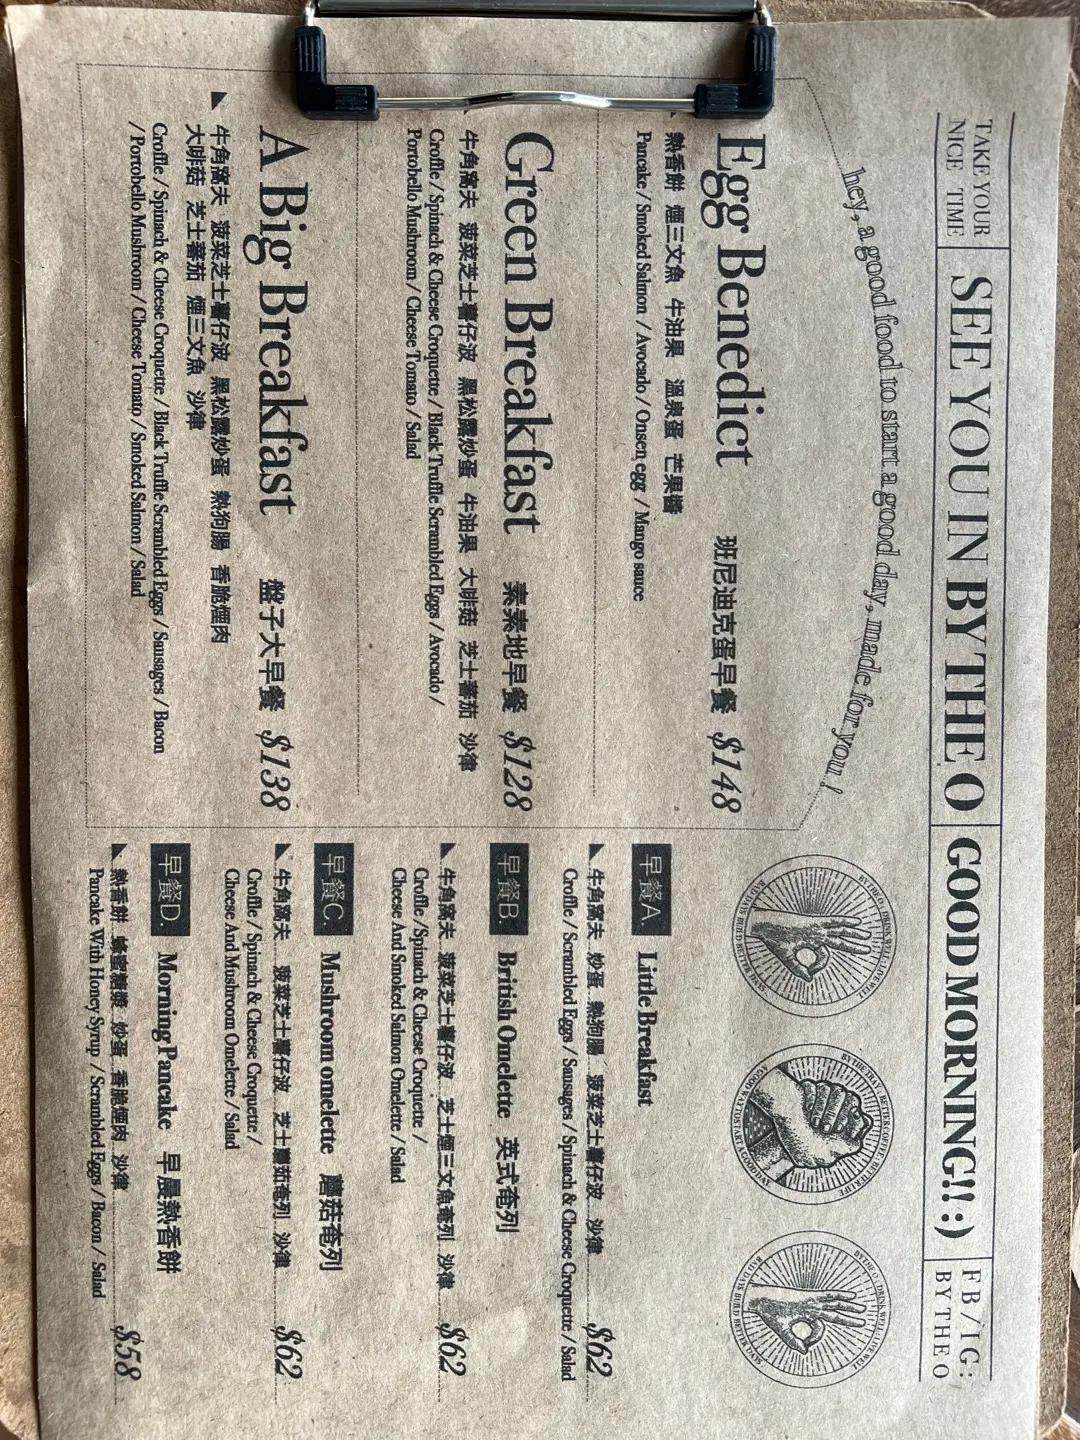 TAKE YOUR
NICE TIME
SEE YOU IN BY THE O
GOOD MORNING!! :)
FB / IG:
BY THE O
hey, a good food to start a good day, made for you !
Egg Benedict 班尼迪克蛋早餐 $148
熱香餅 煙三文魚 牛油果 溫泉蛋 芒果醬
Pancake / Smoked Salmon / Avocado / Onsen egg / Mango sauce
Green Breakfast 素素地早餐 $128
牛角窩夫 菠菜芝士薯仔波 黑松露炒蛋 牛油果 大啡菇 芝士蕃茄 沙律
Croffle / Spinach & Cheese Croquette / Black Truffle Scrambled Eggs / Avocado /
Portobello Mushroom / Cheese Tomato / Salad
A Big Breakfast 盤子大早餐 $138
牛角窩夫 菠菜芝士薯仔波 黑松露炒蛋 熱狗腸 香脆煙肉
大啡菇 芝士蕃茄 煙三文魚 沙律
Croffle / Spinach & Cheese Croquette / Black Truffle Scrambled Eggs / Sausages / Bacon
/ Portobello Mushroom / Cheese Tomato / Smoked Salmon / Salad
早餐A. Little Breakfast
牛角窩夫 炒蛋 熱狗腸 菠菜芝士薯仔波 沙律 $62
Croffle / Scrambled Eggs / Sausages / Spinach & Cheese Croquette / Salad
早餐B. British Omelette 英式奄列
牛角窩夫 菠菜芝士薯仔波 芝士煙三文魚奄列 沙律 $62
Croffle /Spinach & Cheese Croquette /
Cheese And Smoked Salmon Omelette / Salad
早餐C. Mushroom omelette 蘑菇奄列
牛角窩夫 菠菜芝士薯仔波 芝士蘑茹奄列 沙律 $62
Croffle / Spinach & Cheese Croquette /
Cheese And Mushroom Omelette / Salad
早餐D. Morning Pancake 早晨熱香餅
熱香餅 蜂蜜糖漿 炒蛋 香脆煙肉 沙律 $58
Pancake With Honey Syrup / Scrambled Eggs / Bacon / Salad